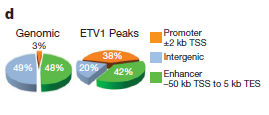 d
Genomic
ETV1 Peaks
3%
49%
48%
38%
20%
42%
Promoter
±2 kb TSS
Intergenic
Enhancer
–50 kb TSS to 5 kb TES